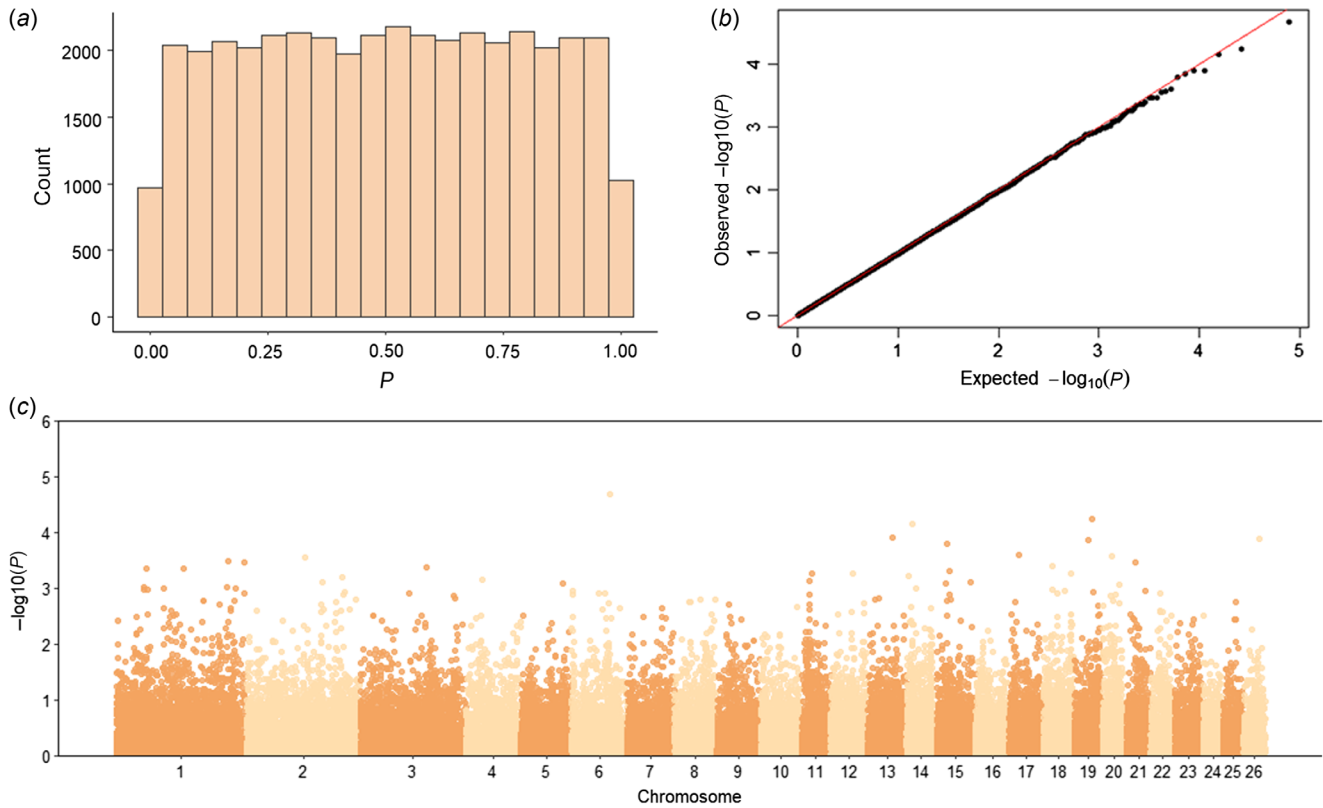 (a)
2000
1500
1000
500
0
Count
0.00 0.25 0.50 0.75 1.00
P
(b)
4
3
2
1
0
Observed −log10(P)
0 1 2 3 4 5
Expected −log₁₀(P)
(c)
6
5
4
3
2
1
0
−log10(P)
1 2 3 4 5 6 7 8 9 10 11 12 13 14 15 16 17 18 19 20 21 22 23 24 25 26
Chromosome